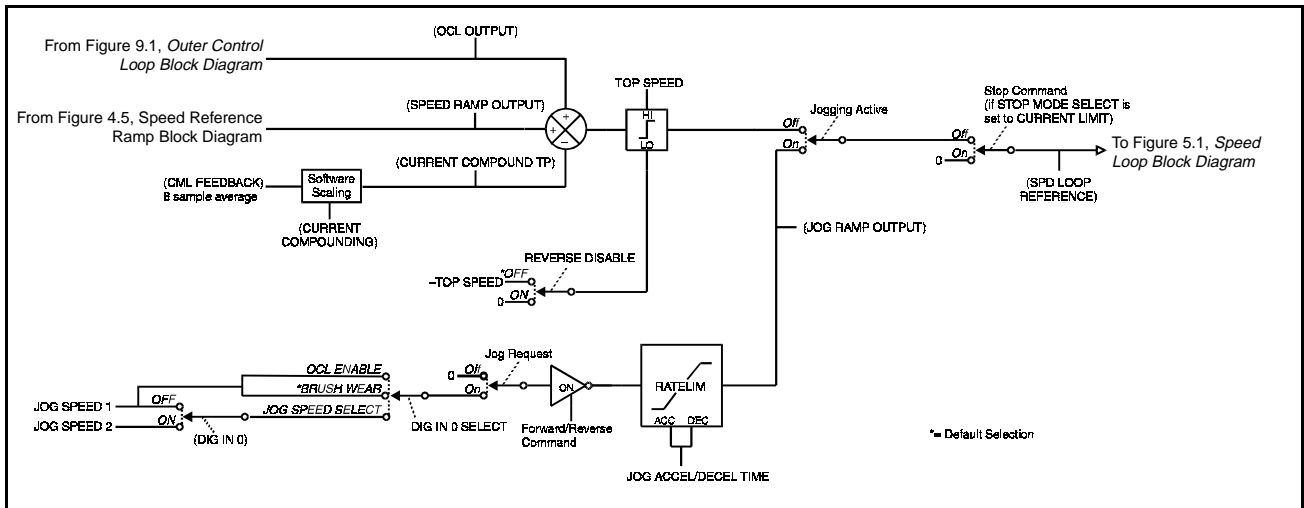 (OCL OUTPUT)
From Figure 9.1, Outer Control
Loop Block Diagram
TOP SPEED
(SPEED RAMP OUTPUT)
From Figure 4.5, Speed Reference
Ramp Block Diagram
+
+
−
HI
LO
Off
On
Jogging Active
Stop Command
(if STOP MODE SELECT is
set to CURRENT LIMIT)
Off
0 On
To Figure 5.1, Speed
Loop Block Diagram
(SPD LOOP
REFERENCE)
(CURRENT COMPOUND TP)
(CML FEEDBACK)
8 sample average
Software
Scaling
(CURRENT
COMPOUNDING)
(JOG RAMP OUTPUT)
REVERSE DISABLE
*OFF
–TOP SPEED
0 ON
Jog Request
0 Off
On
OCL ENABLE
*BRUSH WEAR
JOG SPEED SELECT
JOG SPEED 1 OFF
JOG SPEED 2 ON
(DIG IN 0)
DIG IN 0 SELECT
ON
Forward/Reverse
Command
RATELIM
ACC DEC
JOG ACCEL/DECEL TIME
*= Default Selection